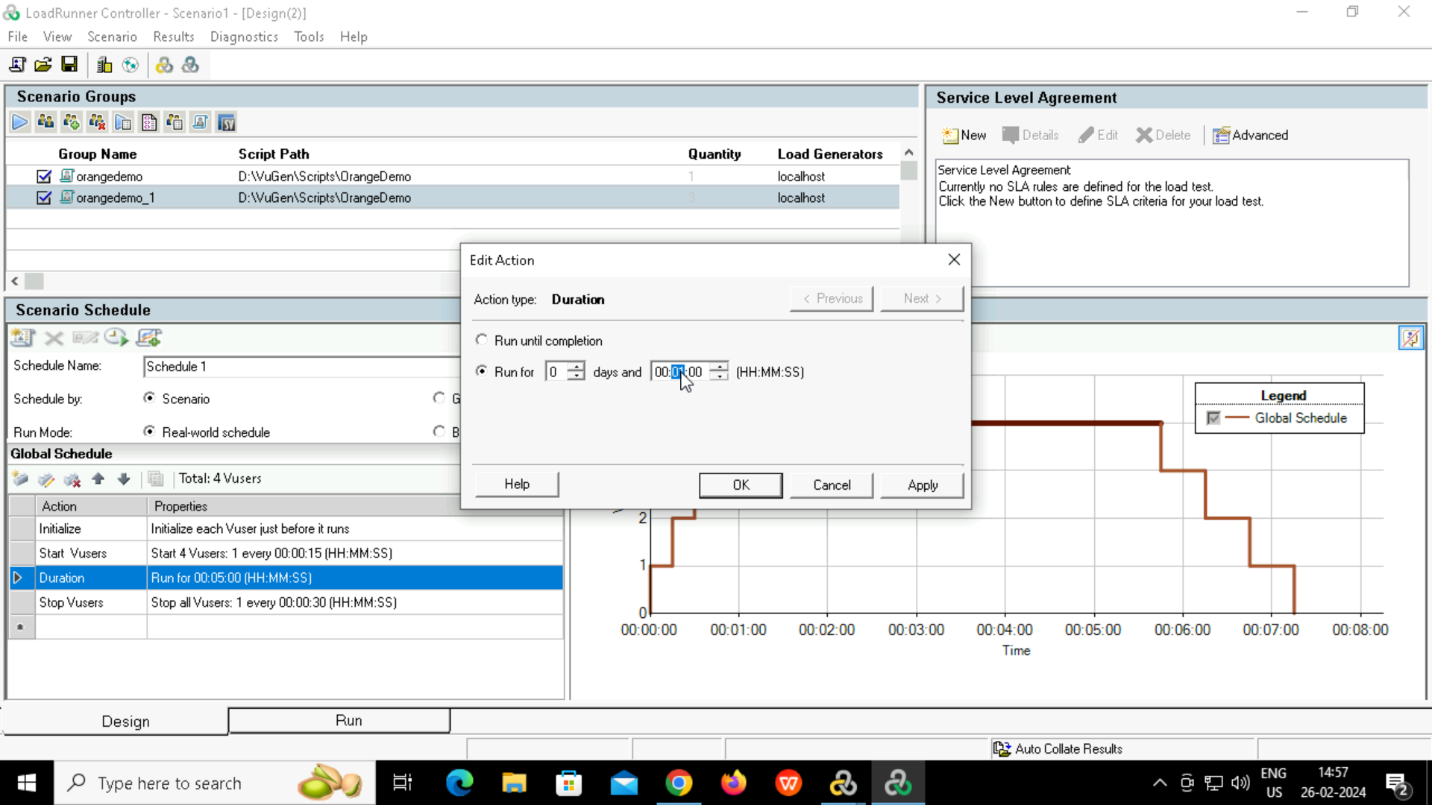 LoadRunner Controller - Scenario1 - [Design(2)]
File View Scenario Results Diagnostics Tools Help
Scenario Groups
Group Name Script Path Quantity Load Generators
orangedemo D:\VuGen\Scripts\OrangeDemo 1 localhost
orangedemo_1 D:\VuGen\Scripts\OrangeDemo 3 localhost
Service Level Agreement
New Details Edit Delete Advanced
Service Level Agreement
Currently no SLA rules are defined for the load test.
Click the New button to define SLA criteria for your load test.
Scenario Schedule
Schedule Name: Schedule 1
Schedule by: Scenario G
Run Mode: Real-world schedule B
Global Schedule
Total: 4 Vusers
Action Properties
Initialize Initialize each Vuser just before it runs
Start Vusers Start 4 Vusers: 1 every 00:00:15 (HH:MM:SS)
Duration Run for 00:05:00 (HH:MM:SS)
Stop Vusers Stop all Vusers: 1 every 00:00:30 (HH:MM:SS)
*
Edit Action
Action type: Duration < Previous Next >
Run until completion
Run for 0 days and 00:01:00 (HH:MM:SS)
Help OK Cancel Apply
Legend
Global Schedule
2
1
0
00:00:00 00:01:00 00:02:00 00:03:00 00:04:00 00:05:00 00:06:00 00:07:00 00:08:00
Time
Design Run
Auto Collate Results
Type here to search
ENG
US
14:57
26-02-2024
2